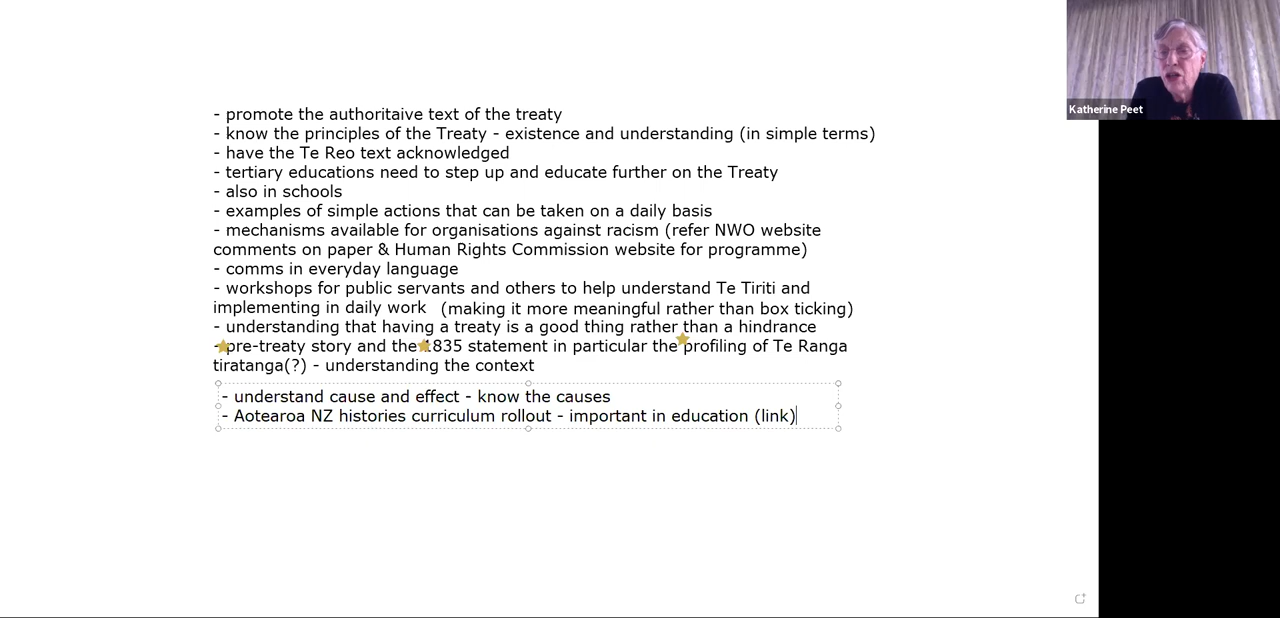 - promote the authoritaive text of the treaty
- know the principles of the Treaty - existence and understanding (in simple terms)
- have the Te Reo text acknowledged
- tertiary educations need to step up and educate further on the Treaty
- also in schools
- examples of simple actions that can be taken on a daily basis
- mechanisms available for organisations against racism (refer NWO website
comments on paper & Human Rights Commission website for programme)
- comms in everyday language
- workshops for public servants and others to help understand Te Tiriti and
implementing in daily work (making it more meaningful rather than box ticking)
- understanding that having a treaty is a good thing rather than a hindrance
- pre-treaty story and the 1835 statement in particular the profiling of Te Ranga
tiratanga(?) - understanding the context
- understand cause and effect - know the causes
- Aotearoa NZ histories curriculum rollout - important in education (link)
Katherine Peet